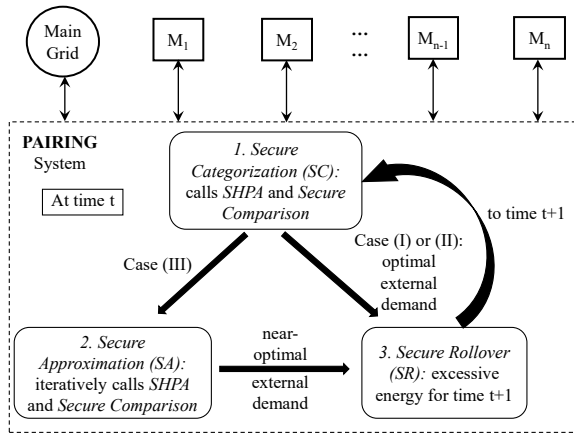 Main
Grid
M1
M2
...
...
Mn-1
Mn
PAIRING
System
At time t
1. Secure
Categorization (SC):
calls SHPA and Secure
Comparison
to time t+1
Case (III)
Case (I) or (II):
optimal
external
demand
2. Secure
Approximation (SA):
iteratively calls SHPA
and Secure Comparison
near-
optimal
external
demand
3. Secure Rollover
(SR): excessive
energy for time t+1